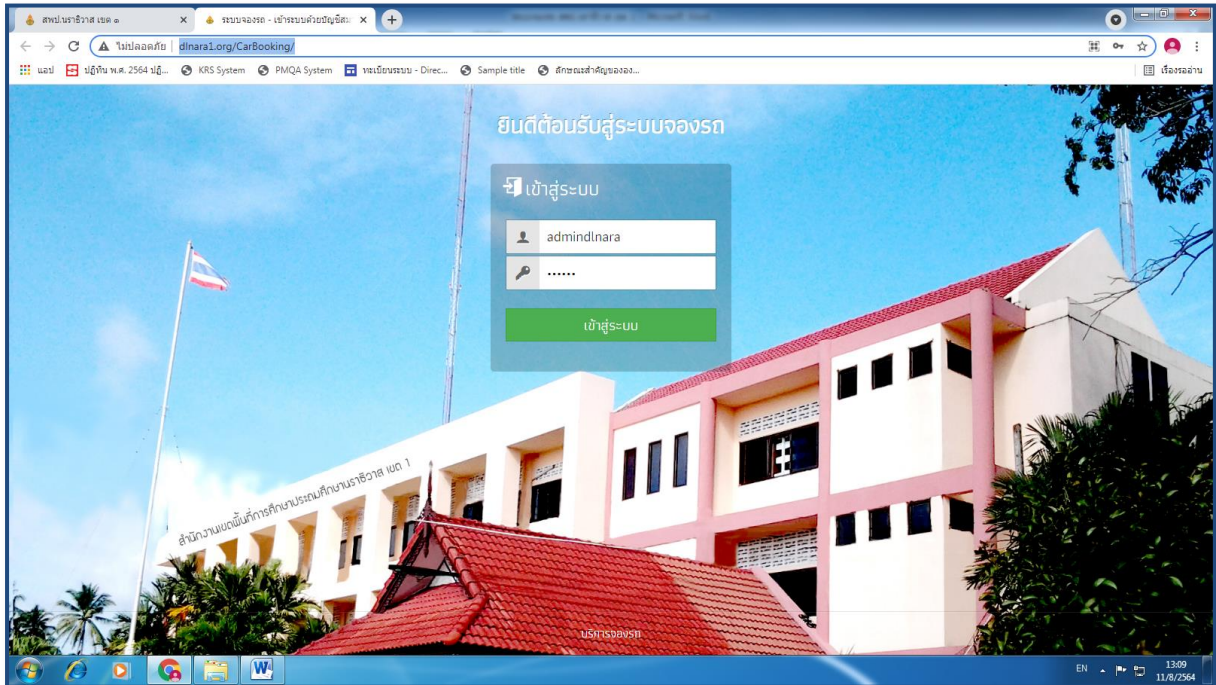 สพป.นราธิวาส เขต ๑
ระบบจองรถ - เข้าระบบด้วยบัญชีสม
ไม่ปลอดภัย
dlnara1.org/CarBooking/
แอป
ปฏิทิน พ.ศ. 2564 ปฏิ...
KRS System
PMQA System
ทะเบียนระบบ - Direc...
Sample title
ลักษณะสำคัญขององ...
เรื่องรออ่าน
ยินดีต้อนรับสู่ระบบจองรถ
เข้าสู่ระบบ
admindlnara
••••••
เข้าสู่ระบบ
สำนักงานเขตพื้นที่การศึกษาประถมศึกษานราธิวาส เขต 1
บริการจองรถ
EN
13:09
11/8/2564